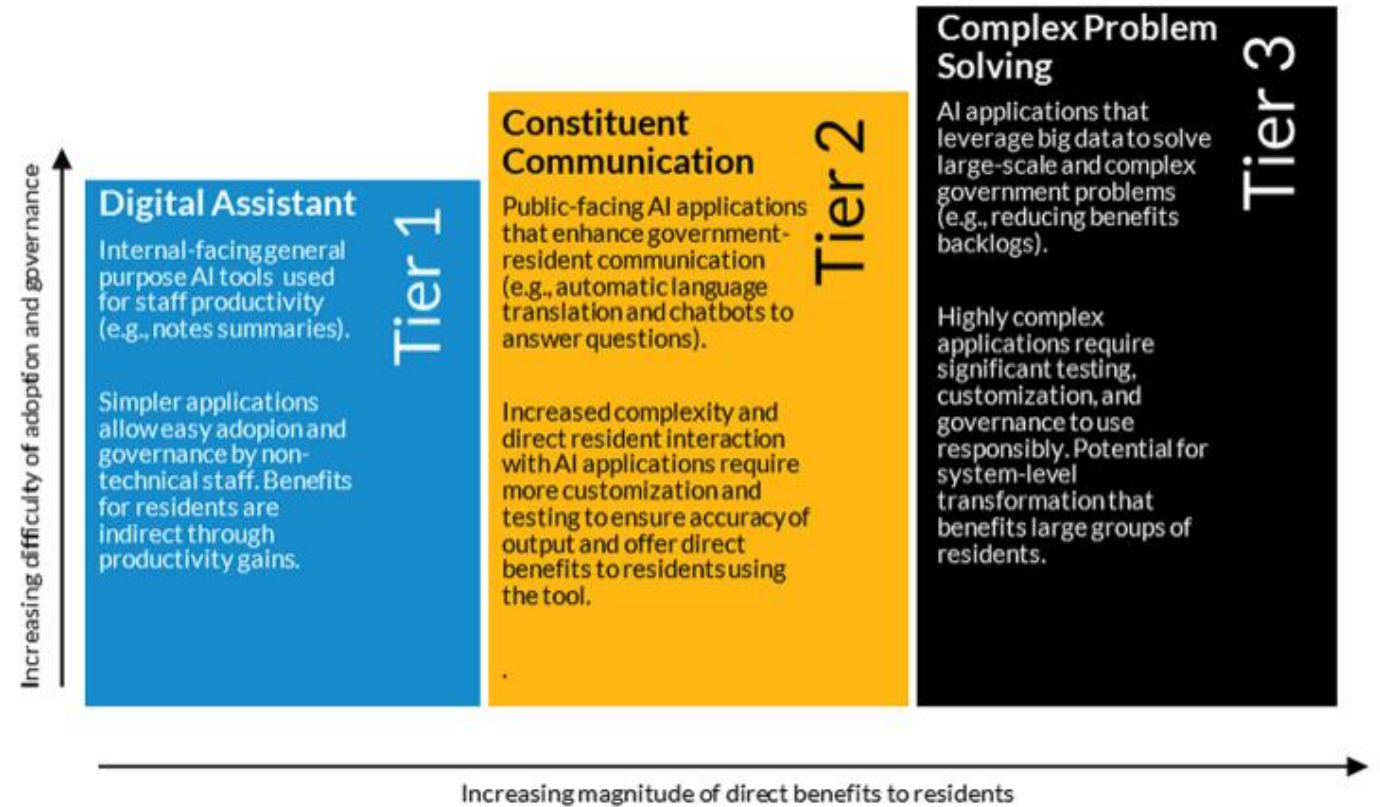 Increasing difficulty of adoption and governance
Digital Assistant
Internal-facing general
purpose AI tools used
for staff productivity
(e.g., notes summaries).
Simpler applications
allow easy adopion and
governance by non-
technical staff. Benefits
for residents are
indirect through
productivity gains.
Tier 1
Constituent
Communication
Public-facing AI applications
that enhance government-
resident communication
(e.g., automatic language
translation and chatbots to
answer questions).
Increased complexity and
direct resident interaction
with AI applications require
more customization and
testing to ensure accuracy of
output and offer direct
benefits to residents using
the tool.
.
Tier 2
Complex Problem
Solving
AI applications that
leverage big data to solve
large-scale and complex
government problems
(e.g., reducing benefits
backlogs).
Highly complex
applications require
significant testing,
customization, and
governance to use
responsibly. Potential for
system-level
transformation that
benefits large groups of
residents.
Tier 3
Increasing magnitude of direct benefits to residents